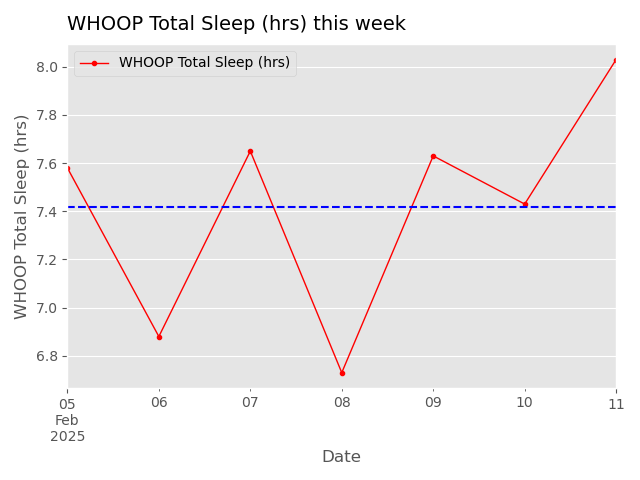 WHOOP Total Sleep (hrs) this week
WHOOP Total Sleep (hrs)
WHOOP Total Sleep (hrs)
8.0
7.8
7.6
7.4
7.2
7.0
6.8
05 06 07 08 09 10 11
Feb
2025
Date